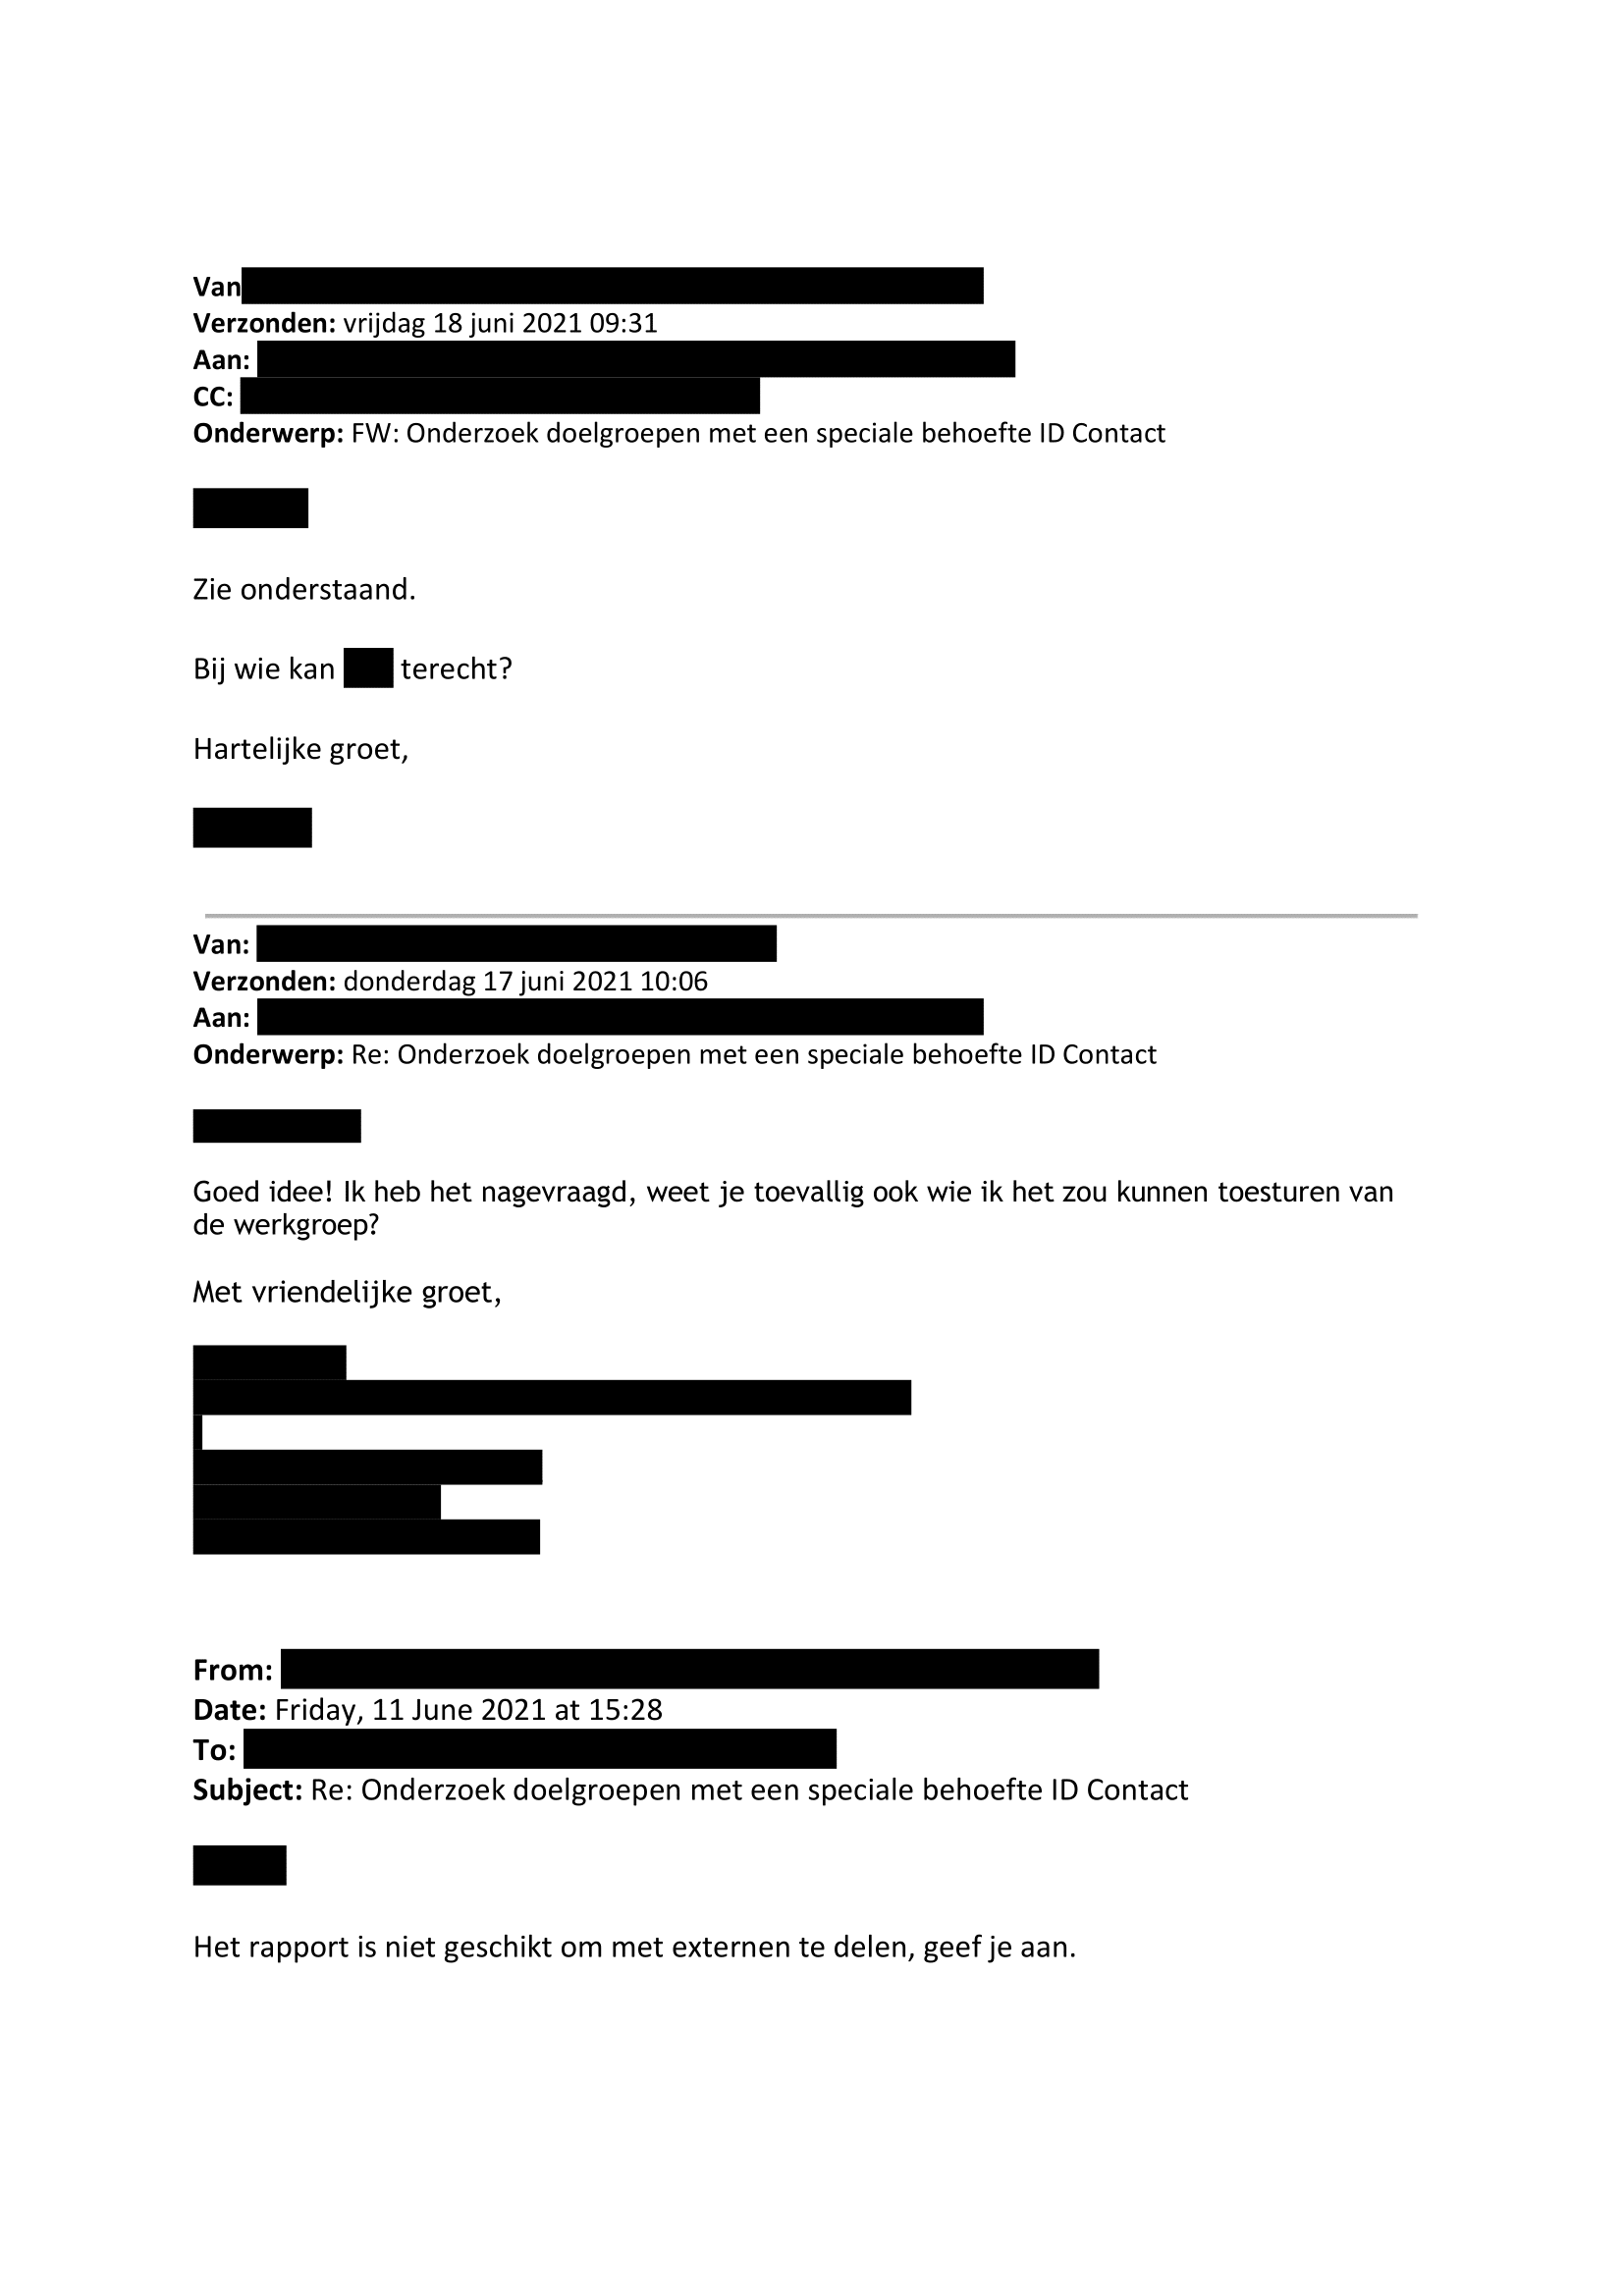 Van
Verzonden: vrijdag 18 juni 2021 09:31
Aan:
CC:
Onderwerp: FW: Onderzoek doelgroepen met een speciale behoefte ID Contact
Zie onderstaand.
Bij wie kan terecht?
Hartelijke groet,
Van:
Verzonden: donderdag 17 juni 2021 10:06
Aan:
Onderwerp: Re: Onderzoek doelgroepen met een speciale behoefte ID Contact
Goed idee! Ik heb het nagevraagd, weet je toevallig ook wie ik het zou kunnen toesturen van
de werkgroep?
Met vriendelijke groet,
From:
Date: Friday, 11 June 2021 at 15:28
To:
Subject: Re: Onderzoek doelgroepen met een speciale behoefte ID Contact
Het rapport is niet geschikt om met externen te delen, geef je aan.